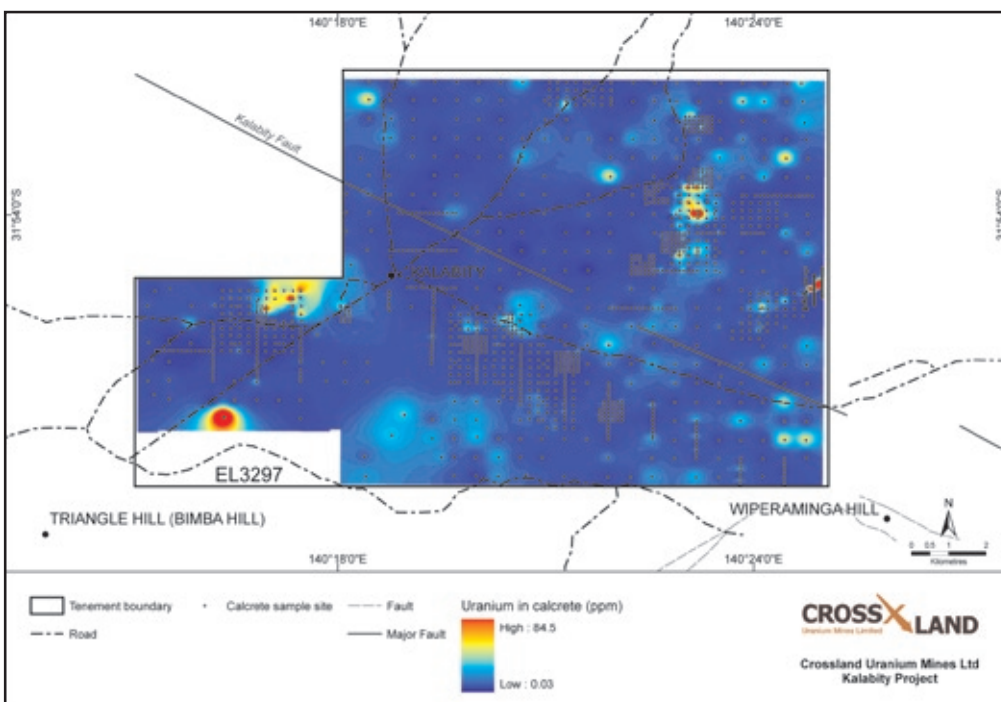 140°18'0"E
140°24'0"E
Kalabity Fault
31°54'0"S
31°54'0"S
KALABITY
EL3297
TRIANGLE HILL (BIMBA HILL)
WIPERAMINGA HILL
N
0 0.5 1 2
Kilometres
140°18'0"E
140°24'0"E
Tenement boundary
Calcrete sample site
Fault
Road
Major Fault
Uranium in calcrete (ppm)
High : 84.5
Low : 0.03
CROSS LAND
Uranium Mines Limited
Crossland Uranium Mines Ltd
Kalabity Project